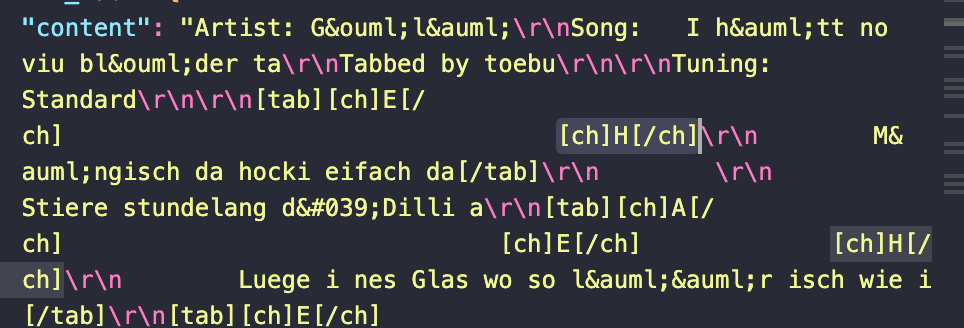 "content": "Artist: G&ouml;l&auml;\r\nSong:   I h&auml;tt no
viu bl&ouml;der ta\r\nTabbed by toebu\r\n\r\nTuning:
Standard\r\n\r\n[tab][ch]E[/
ch]                                   [ch]H[/ch]\r\n        M&
auml;ngisch da hocki eifach da[/tab]\r\n        \r\n
Stiere stundelang d&#039;Dilli a\r\n[tab][ch]A[/
ch]                               [ch]E[/ch]             [ch]H[/
ch]\r\n        Luege i nes Glas wo so l&auml;&auml;r isch wie i
[/tab]\r\n[tab][ch]E[/ch]